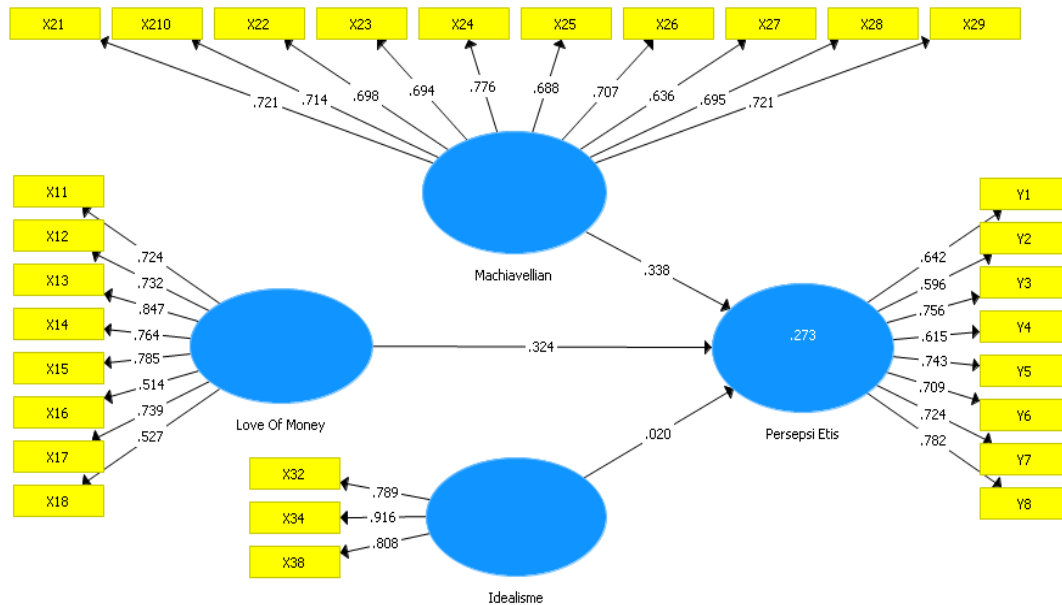 X21 X210 X22 X23 X24 X25 X26 X27 X28 X29
.721 .714 .698 .694 .776 .688 .707 .636 .695 .721
Machiavellian
X11
X12
X13
X14
X15
X16
X17
X18
.724
.732
.847
.764
.785
.514
.739
.527
Love Of Money
.338
.324
.020
X32
X34
X38
.789
.916
.808
Idealisme
.273
Persepsi Etis
.642
.596
.756
.615
.743
.709
.724
.782
Y1
Y2
Y3
Y4
Y5
Y6
Y7
Y8